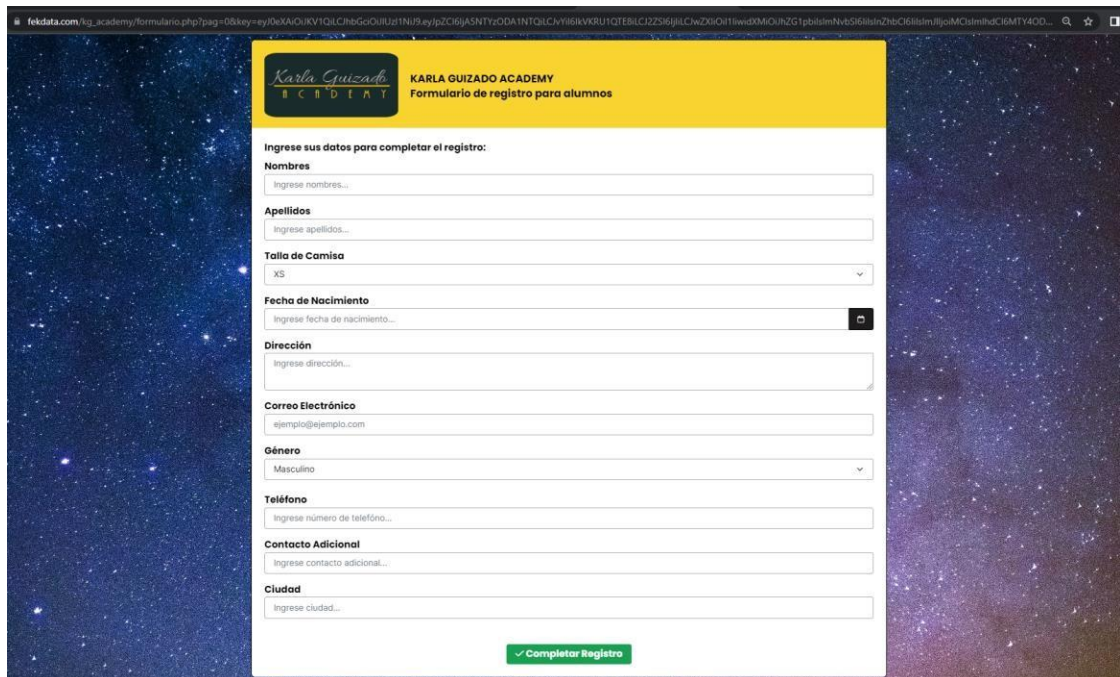 fekdata.com/kg_academy/formulario.php?pag=0&key=
Karla Guizado
ACADEMY
KARLA GUIZADO ACADEMY
Formulario de registro para alumnos
Ingrese sus datos para completar el registro:
Nombres
Ingrese nombres...
Apellidos
Ingrese apellidos...
Talla de Camisa
XS
Fecha de Nacimiento
Ingrese fecha de nacimiento...
Dirección
Ingrese dirección...
Correo Electrónico
ejemplo@ejemplo.com
Género
Masculino
Teléfono
Ingrese número de telefóno...
Contacto Adicional
Ingrese contacto adicional...
Ciudad
Ingrese ciudad...
Completar Registro